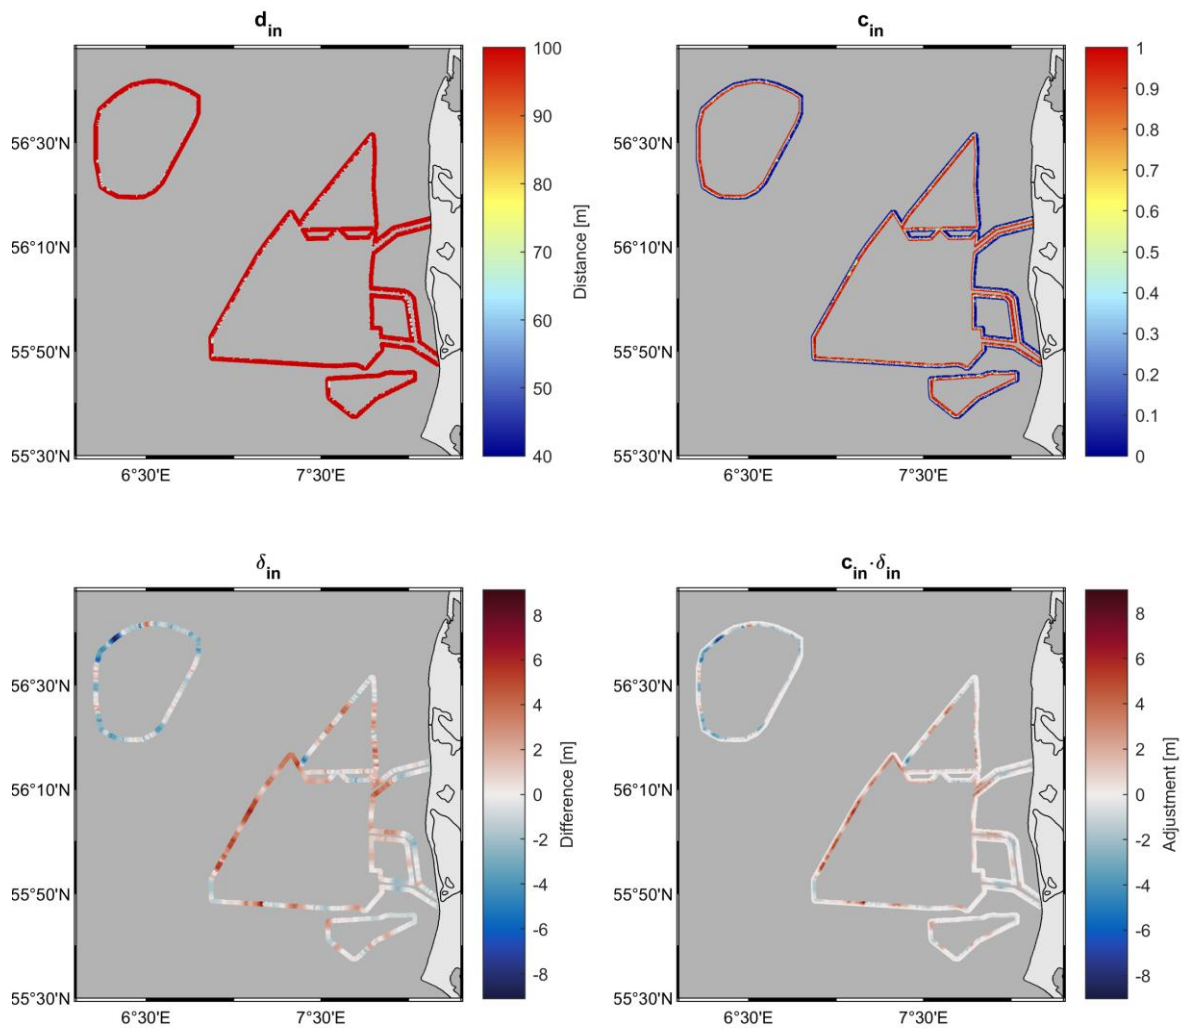 d_in
c_in
100
90
80
70
60
50
40
Distance [m]
1
0.9
0.8
0.7
0.6
0.5
0.4
0.3
0.2
0.1
0
56°30'N
56°10'N
55°50'N
55°30'N
6°30'E
7°30'E
56°30'N
56°10'N
55°50'N
55°30'N
6°30'E
7°30'E
δ_in
c_in·δ_in
8
6
4
2
0
-2
-4
-6
-8
Difference [m]
8
6
4
2
0
-2
-4
-6
-8
Adjustment [m]
56°30'N
56°10'N
55°50'N
55°30'N
6°30'E
7°30'E
56°30'N
56°10'N
55°50'N
55°30'N
6°30'E
7°30'E